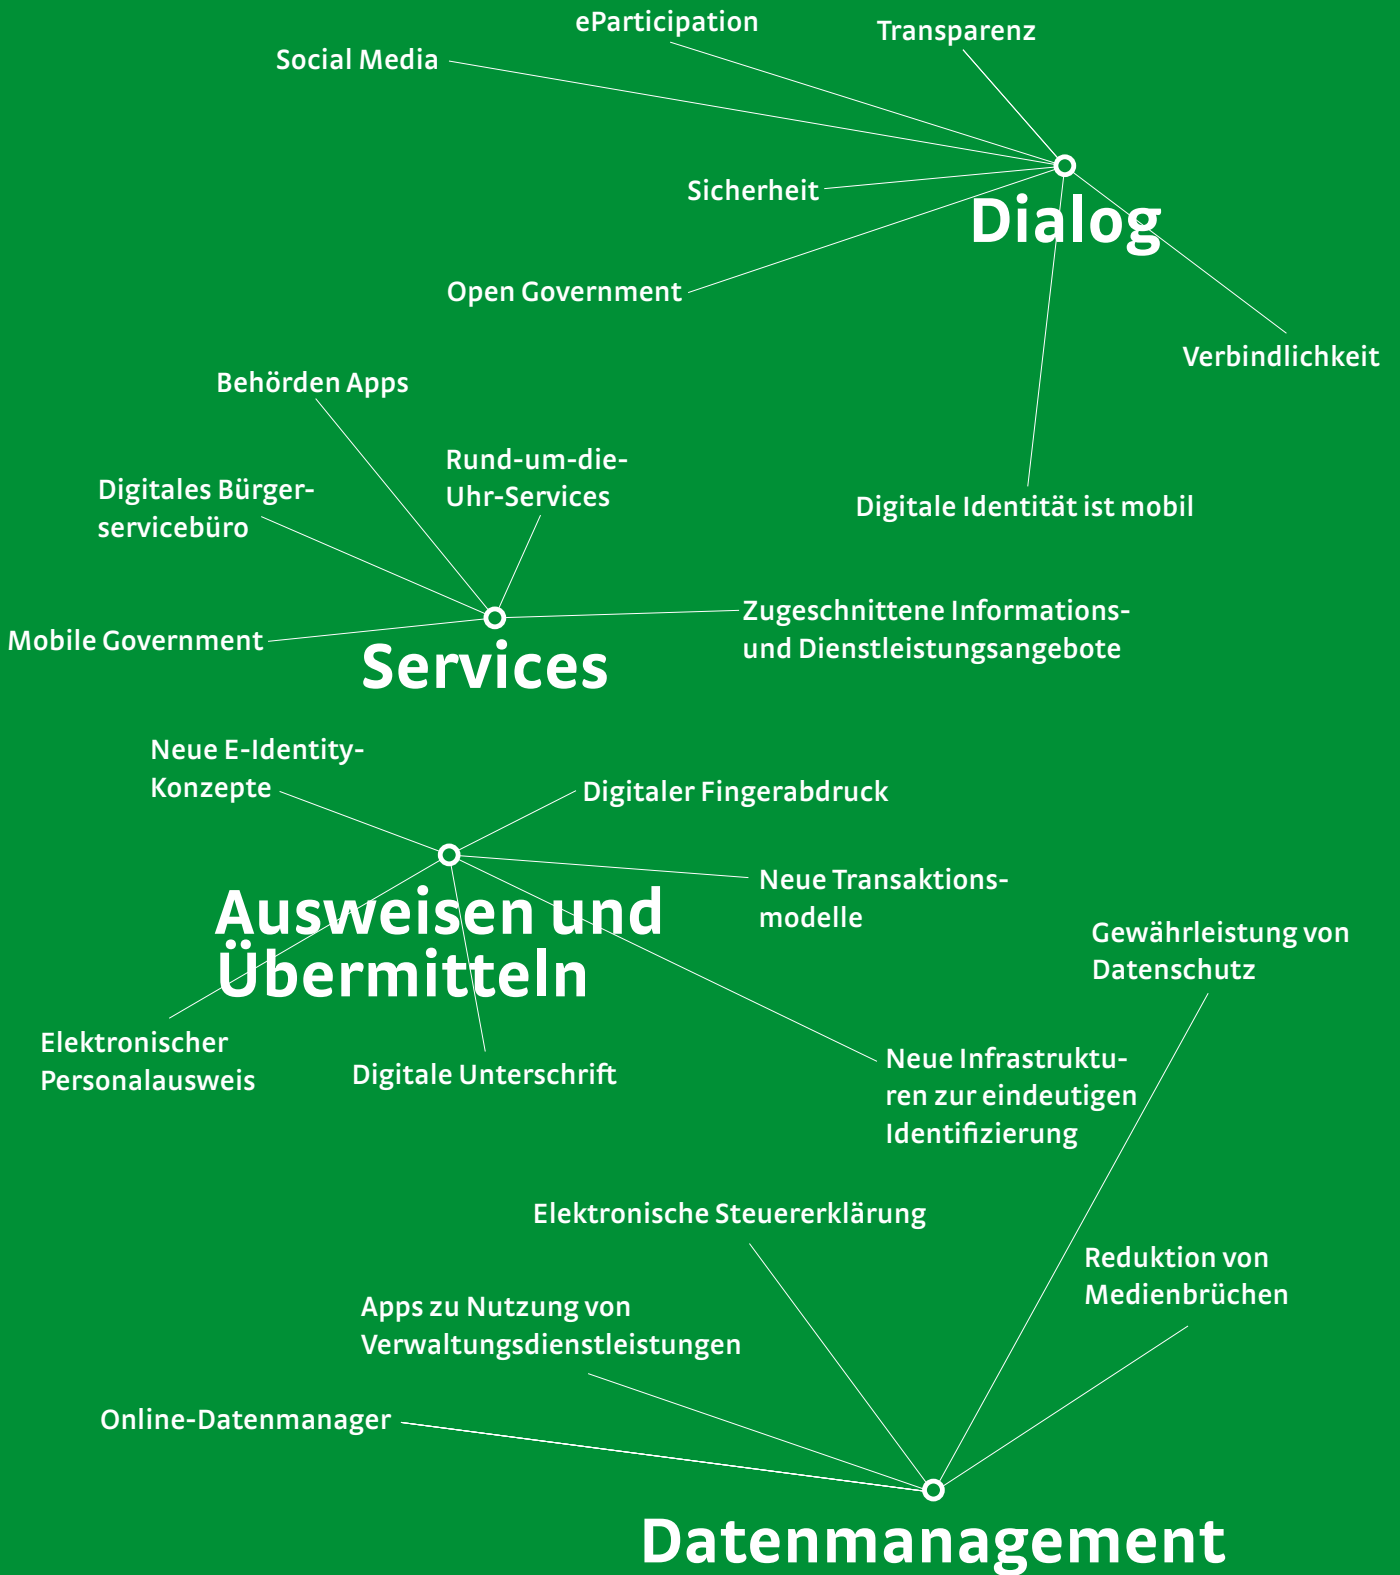 eParticipation
Transparenz
Social Media
Sicherheit
Dialog
Open Government
Verbindlichkeit
Digitale Identität ist mobil
Behörden Apps
Rund-um-die-
Uhr-Services
Digitales Bürger-
servicebüro
Mobile Government
Zugeschnittene Informations-
und Dienstleistungsangebote
Services
Neue E-Identity-
Konzepte
Digitaler Fingerabdruck
Neue Transaktions-
modelle
Ausweisen und
Übermitteln
Elektronischer
Personalausweis
Digitale Unterschrift
Neue Infrastruktu-
ren zur eindeutigen
Identifizierung
Gewährleistung von
Datenschutz
Elektronische Steuererklärung
Reduktion von
Medienbrüchen
Apps zu Nutzung von
Verwaltungsdienstleistungen
Online-Datenmanager
Datenmanagement